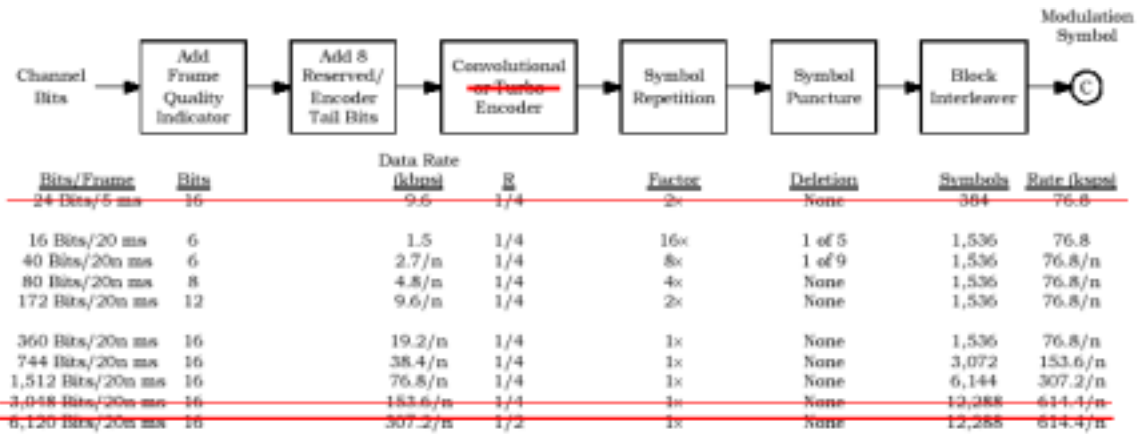 Modulation
Symbol
Channel
Bits
Add
Frame
Quality
Indicator
Add 8
Reserved/
Encoder
Tail Bits
Convolutional
or Turbo
Encoder
Symbol
Repetition
Symbol
Puncture
Block
Interleaver
C
Data Rate
Bits/Frame Bits (kbps) R Factor Deletion Symbols Rate (ksps)
24 Bits/5 ms 16 9.6 1/4 2× None 384 76.8
16 Bits/20 ms 6 1.5 1/4 16× 1 of 5 1,536 76.8
40 Bits/20n ms 6 2.7/n 1/4 8× 1 of 9 1,536 76.8/n
80 Bits/20n ms 8 4.8/n 1/4 4× None 1,536 76.8/n
172 Bits/20n ms 12 9.6/n 1/4 2× None 1,536 76.8/n
360 Bits/20n ms 16 19.2/n 1/4 1× None 1,536 76.8/n
744 Bits/20n ms 16 38.4/n 1/4 1× None 3,072 153.6/n
1,512 Bits/20n ms 16 76.8/n 1/4 1× None 6,144 307.2/n
3,048 Bits/20n ms 16 153.6/n 1/4 1× None 12,288 614.4/n
6,120 Bits/20n ms 16 307.2/n 1/2 1× None 12,288 614.4/n